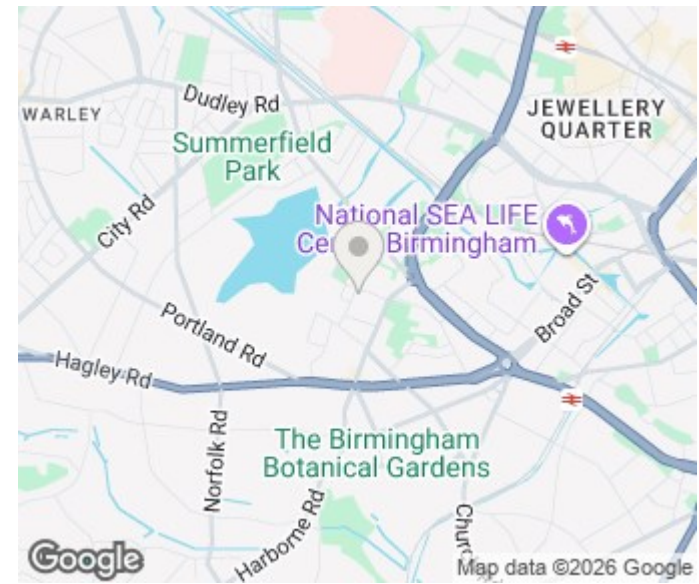 WARLEY
Dudley Rd
JEWELLERY
QUARTER
Summerfield
Park
City Rd
National SEA LIFE
Birmingham
Broad St
Portland Rd
Hagley Rd
Norfolk Rd
The Birmingham
Botanical Gardens
Harborne Rd
Google
Map data ©2026 Google